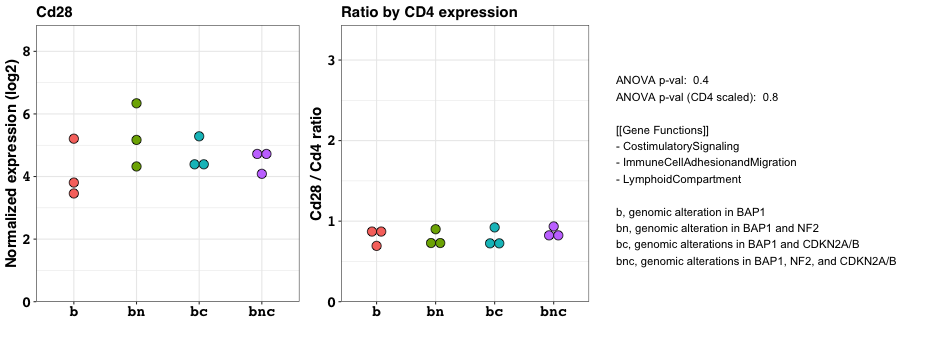 Cd28
Normalized expression (log2)
8
6
4
2
0
b
bn
bc
bnc
Ratio by CD4 expression
Cd28 / Cd4 ratio
3
2
1
0
b
bn
bc
bnc
ANOVA p-val:  0.4
ANOVA p-val (CD4 scaled):  0.8
[[Gene Functions]]
- CostimulatorySignaling
- ImmuneCellAdhesionandMigration
- LymphoidCompartment
b, genomic alteration in BAP1
bn, genomic alteration in BAP1 and NF2
bc, genomic alterations in BAP1 and CDKN2A/B
bnc, genomic alterations in BAP1, NF2, and CDKN2A/B